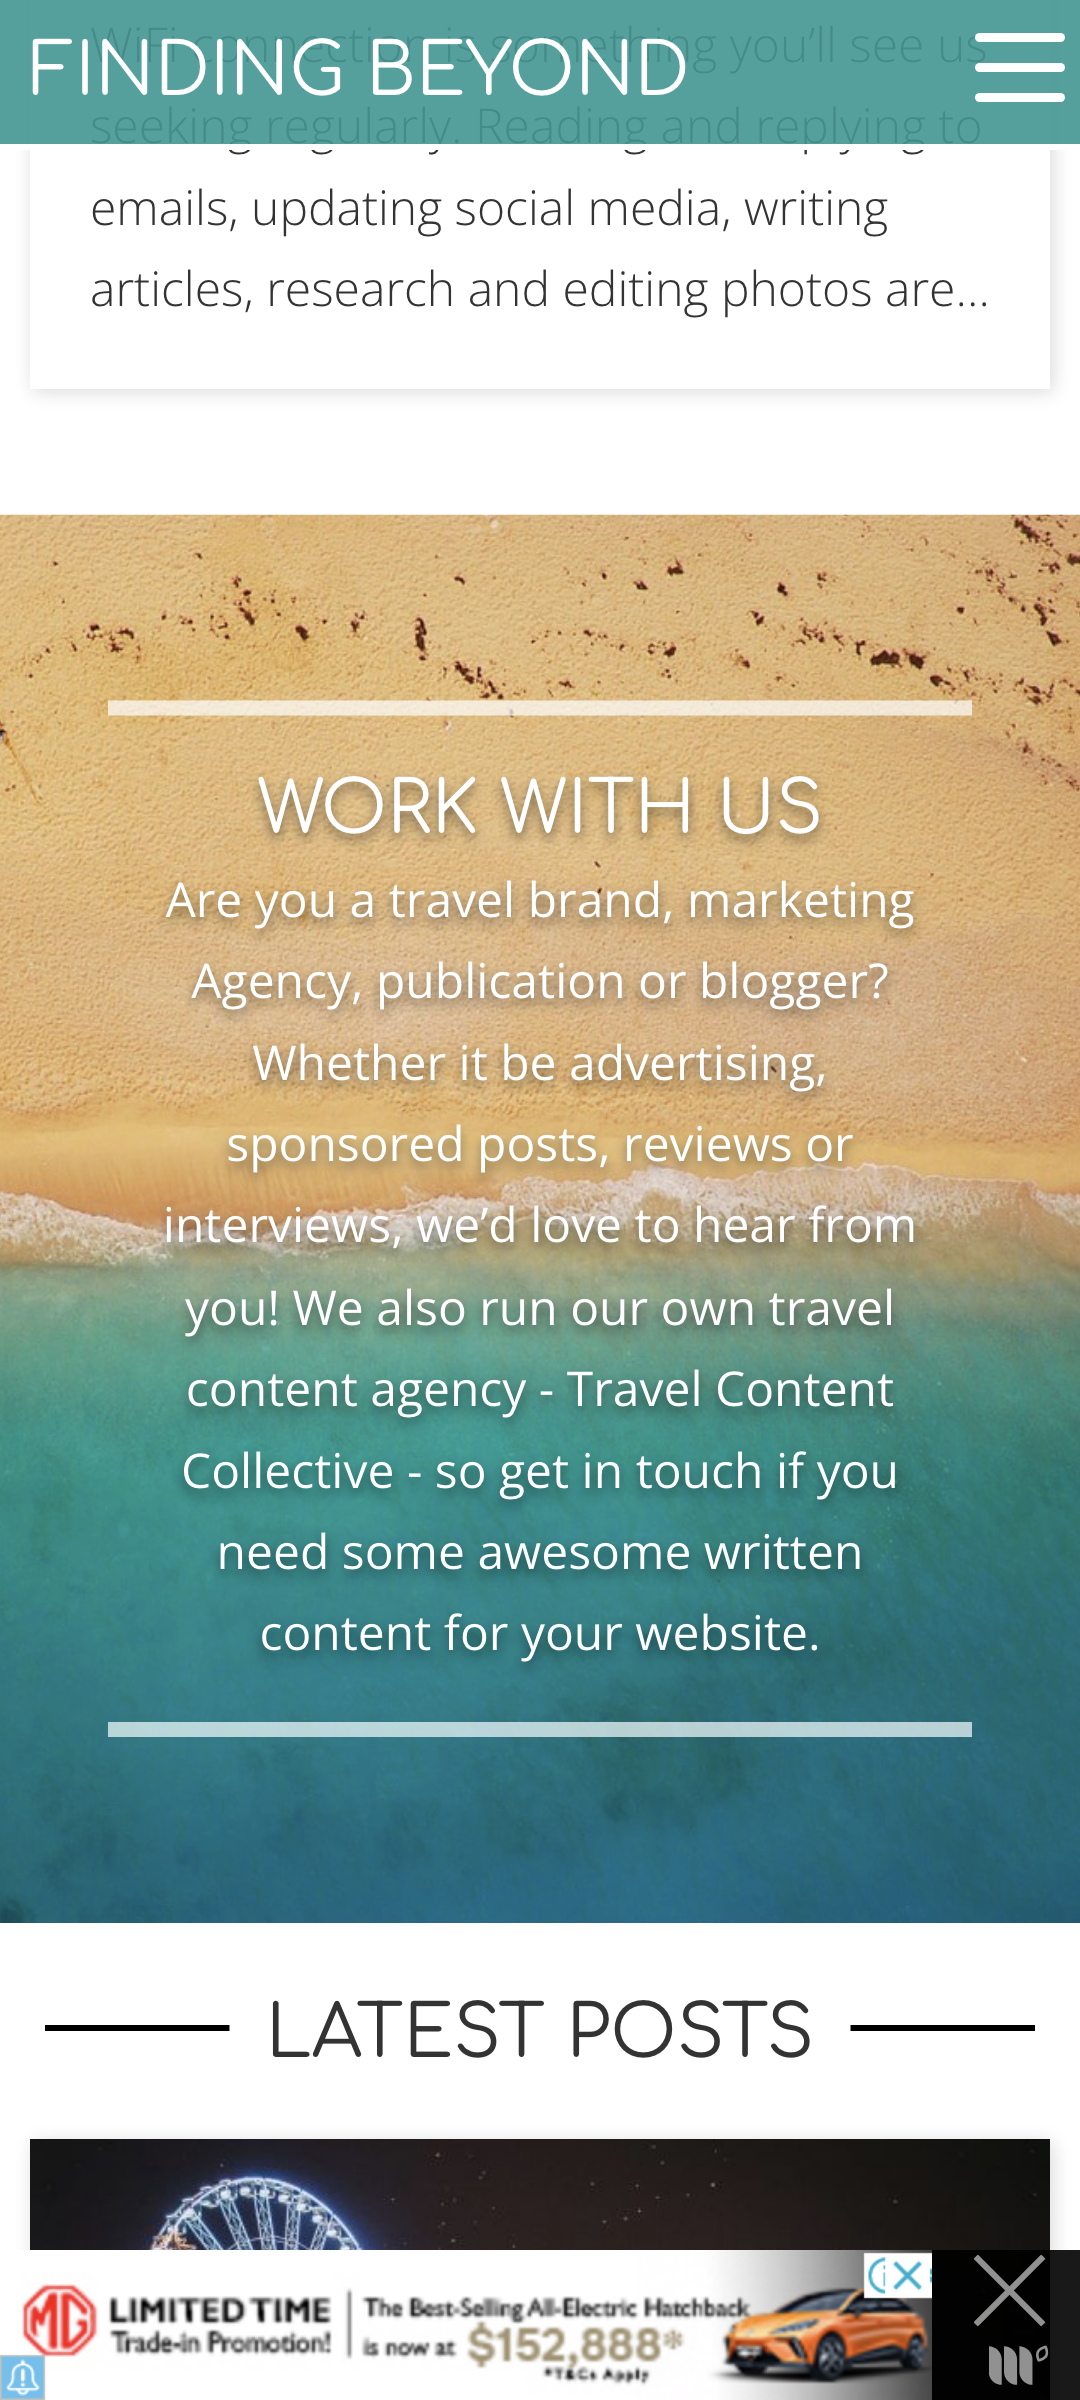 FINDING BEYOND
WiFi connection is something you'll see us
seeking regularly. Reading and replying to
emails, updating social media, writing
articles, research and editing photos are...
WORK WITH US
Are you a travel brand, marketing
Agency, publication or blogger?
Whether it be advertising,
sponsored posts, reviews or
interviews, we’d love to hear from
you! We also run our own travel
content agency - Travel Content
Collective - so get in touch if you
need some awesome written
content for your website.
LATEST POSTS
MG
LIMITED TIME
Trade-in Promotion!
The Best-Selling All-Electric Hatchback
is now at $152,888*
*T&Cs Apply